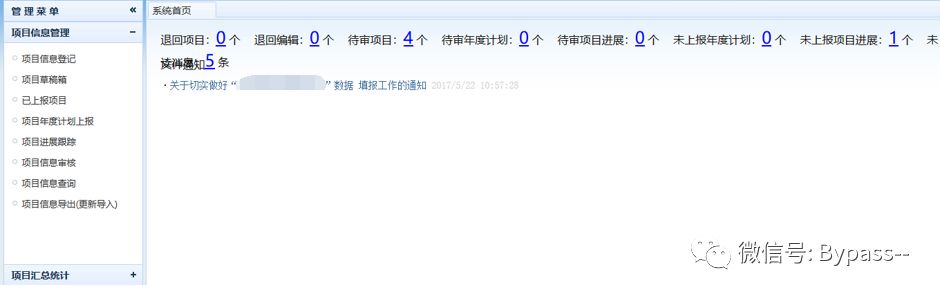 管 理 菜 单 «
项目信息管理 −
项目信息登记
项目草稿箱
已上报项目
项目年度计划上报
项目进展跟踪
项目信息审核
项目信息查询
项目信息导出(更新导入)
项目汇总统计 +
系统首页
退回项目：0 个 退回编辑：0 个 待审项目：4 个 待审年度计划：0 个 待审项目进展：0 个 未上报年度计划：0 个 未上报项目进展：1 个 未
5 条
·关于切实做好“ ”数据 填报工作的通知 2017/5/22 10:57:28
微信号: Bypass--